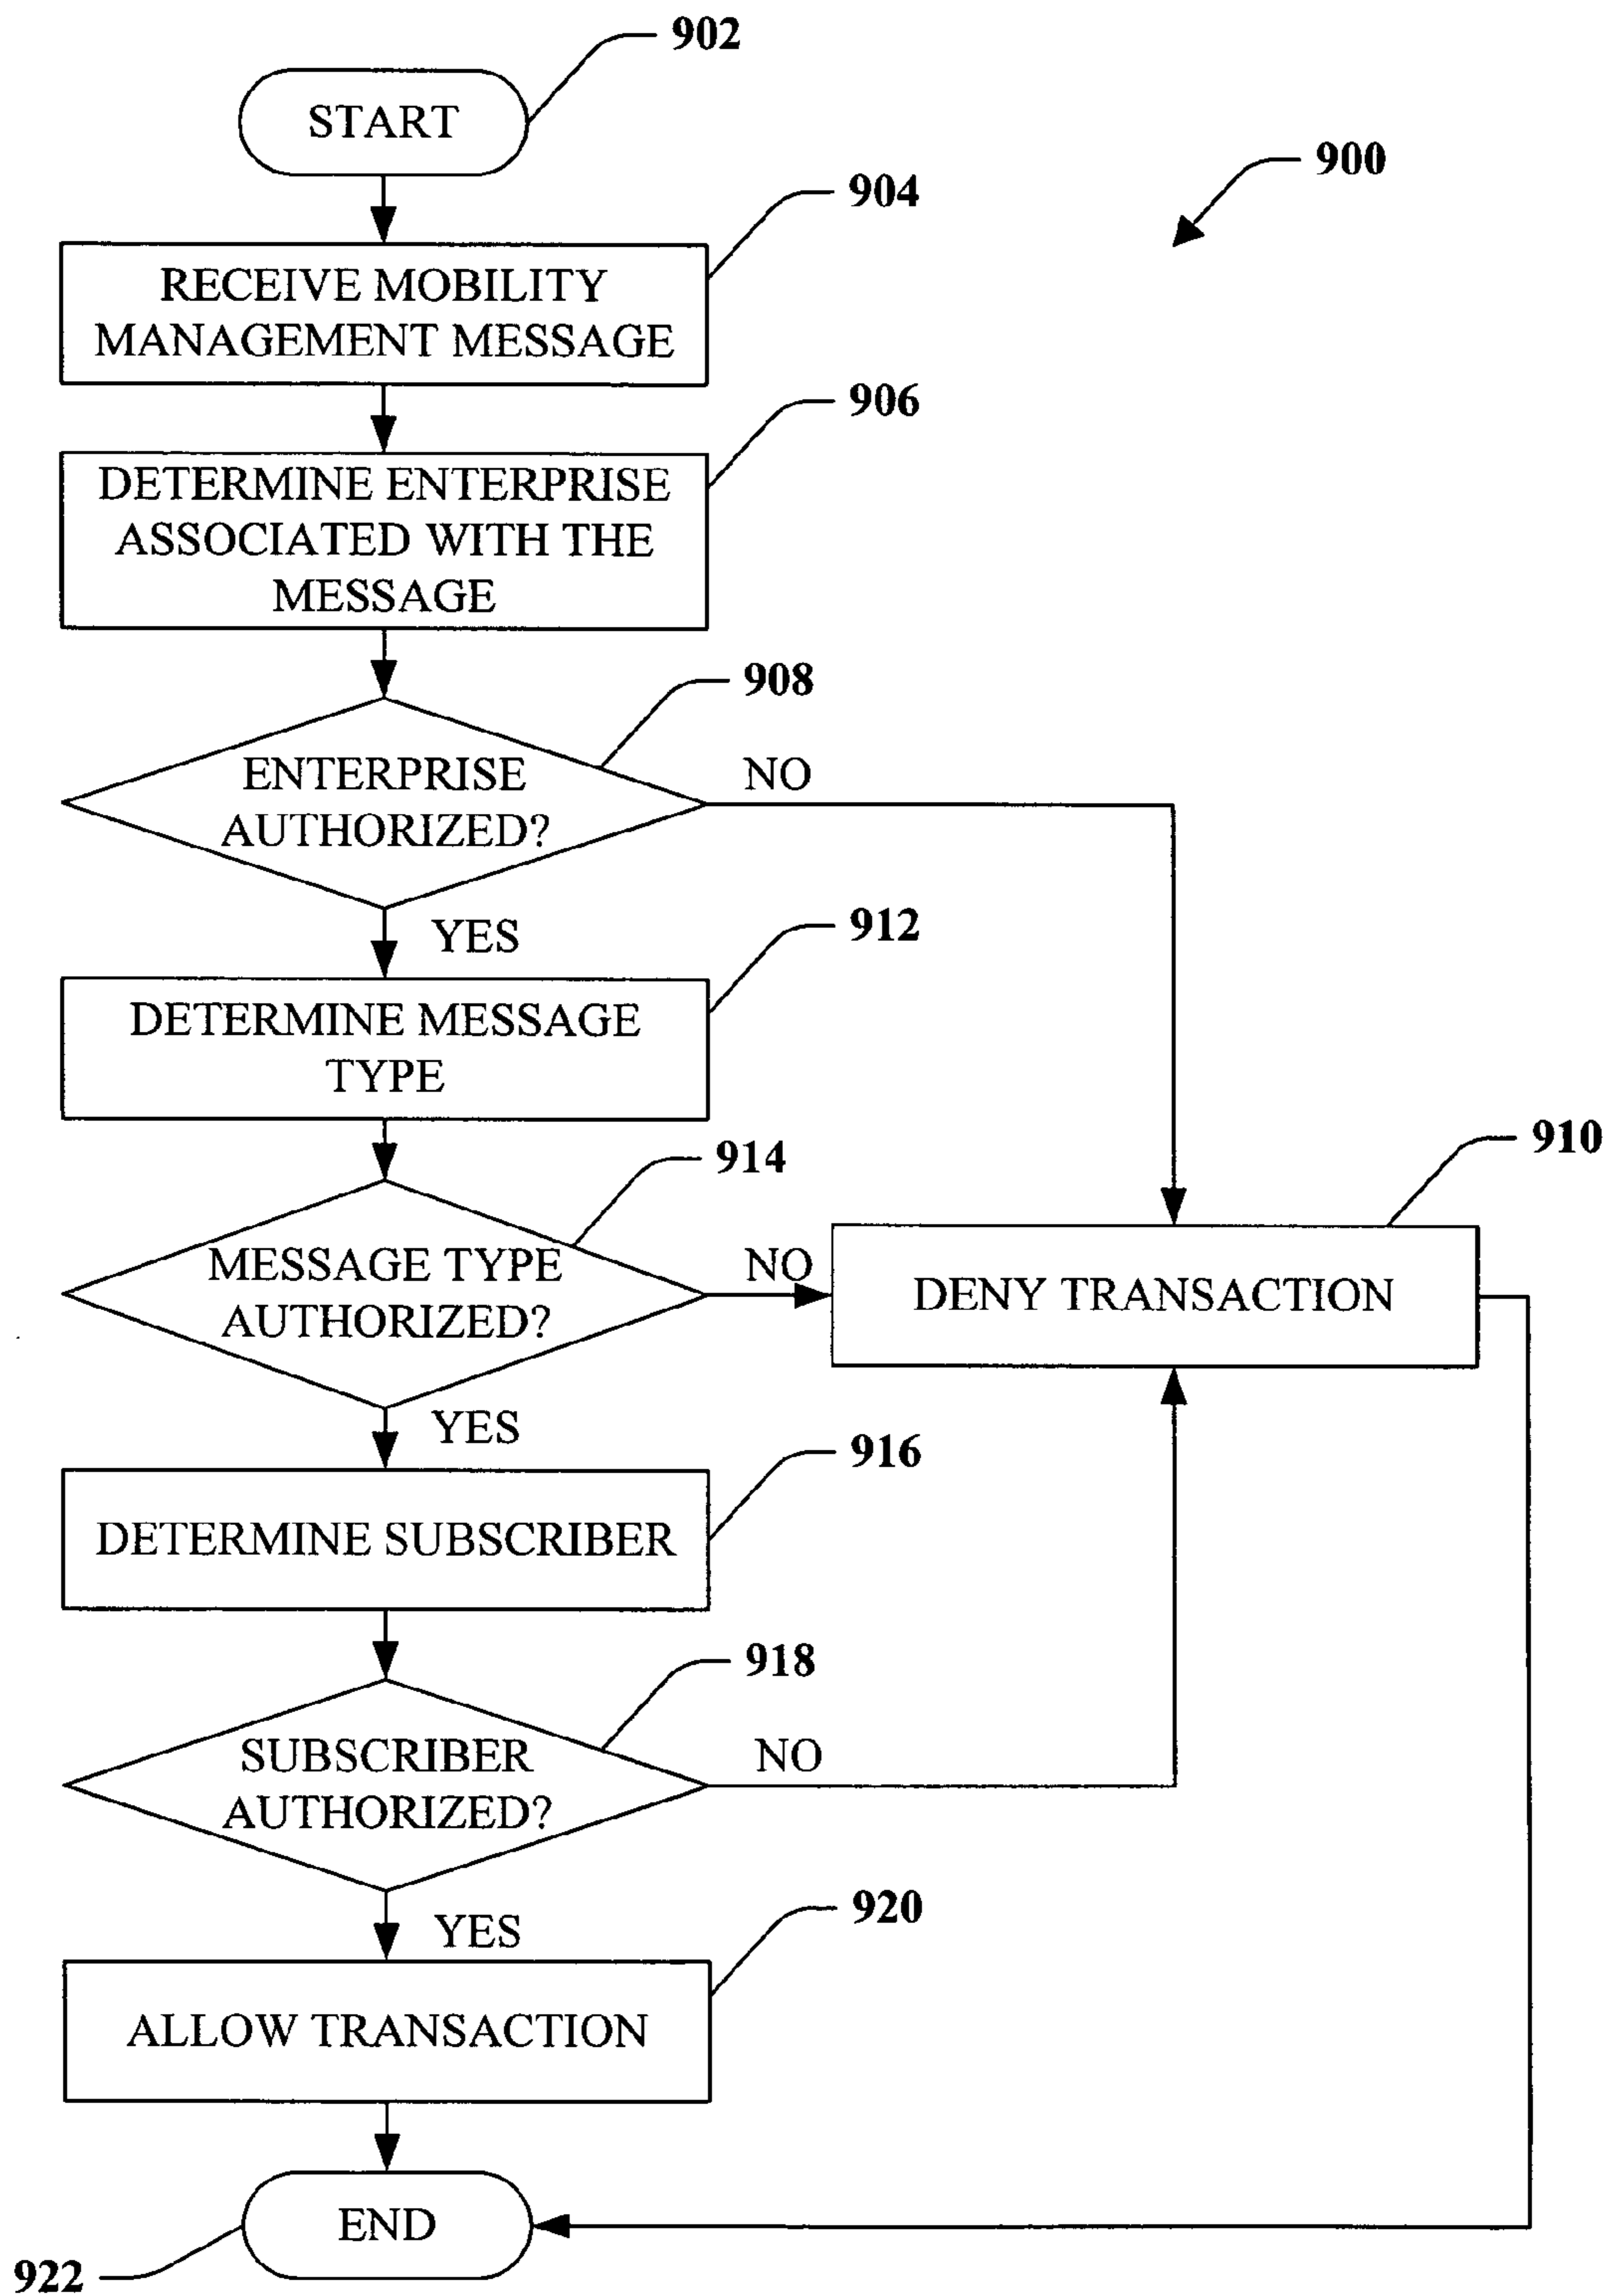 902
START
900
904
RECEIVE MOBILITY
MANAGEMENT MESSAGE
906
DETERMINE ENTERPRISE
ASSOCIATED WITH THE
MESSAGE
908
ENTERPRISE
AUTHORIZED?
NO
YES
912
DETERMINE MESSAGE
TYPE
914
MESSAGE TYPE
AUTHORIZED?
NO
910
DENY TRANSACTION
YES
916
DETERMINE SUBSCRIBER
918
SUBSCRIBER
AUTHORIZED?
NO
YES
920
ALLOW TRANSACTION
END
922